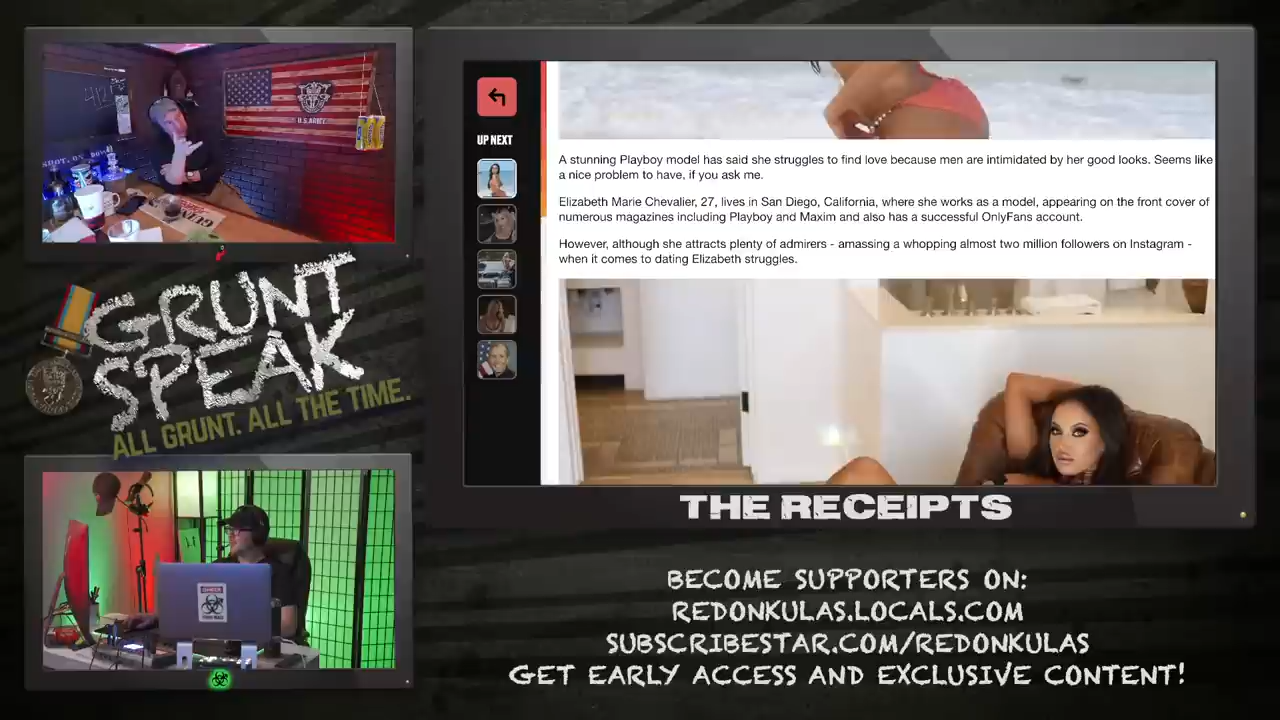 U.S. ARMY
GRUNT
SPEAK
ALL GRUNT. ALL THE TIME.
UP NEXT
A stunning Playboy model has said she struggles to find love because men are intimidated by her good looks. Seems like
a nice problem to have, if you ask me.
Elizabeth Marie Chevalier, 27, lives in San Diego, California, where she works as a model, appearing on the front cover of
numerous magazines including Playboy and Maxim and also has a successful OnlyFans account.
However, although she attracts plenty of admirers - amassing a whopping almost two million followers on Instagram -
when it comes to dating Elizabeth struggles.
THE RECEIPTS
BECOME SUPPORTERS ON:
REDONKULAS.LOCALS.COM
SUBSCRIBESTAR.COM/REDONKULAS
GET EARLY ACCESS AND EXCLUSIVE CONTENT!